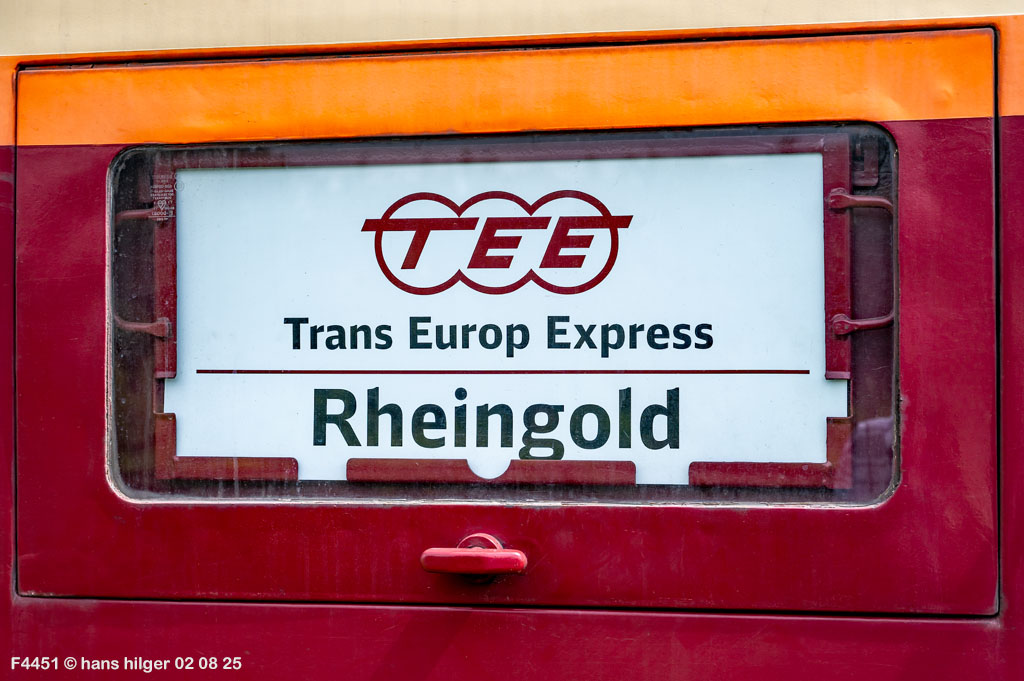 TEE
Trans Europ Express
Rheingold
F4451 © hans hilger 02 08 25